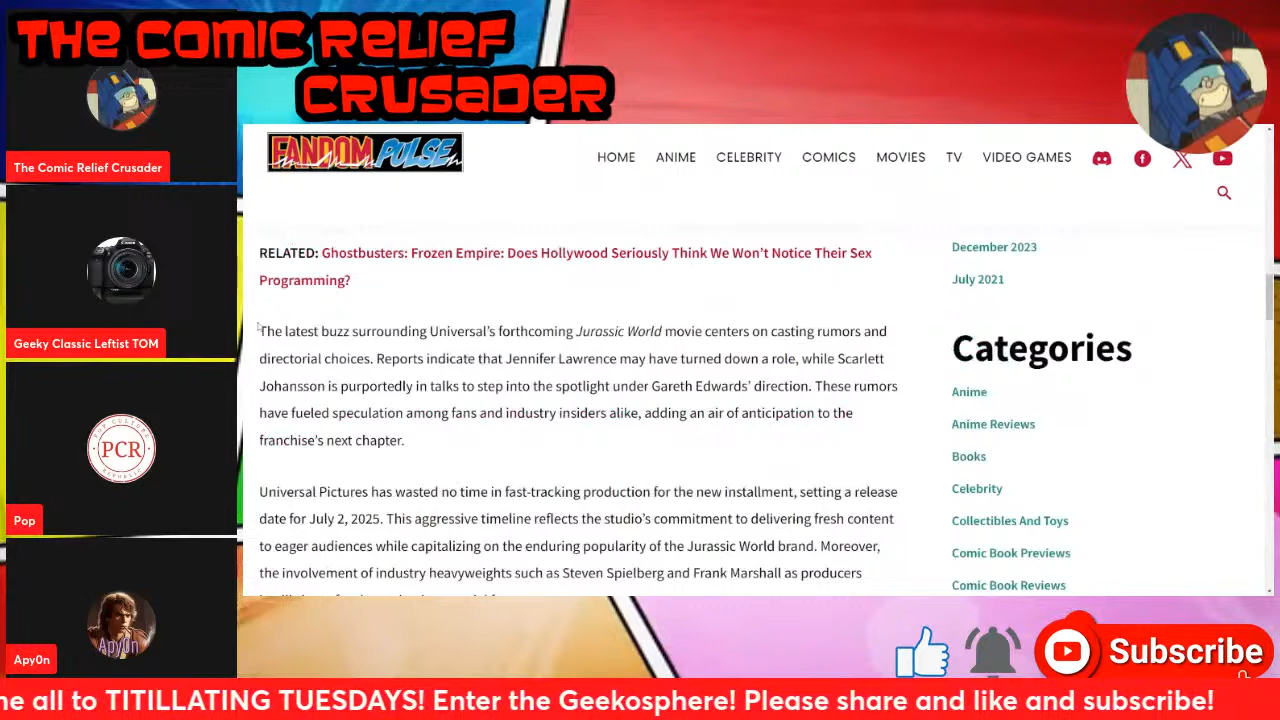 THE COMIC RELIEF
CRUSADER
The Comic Relief Crusader
Geeky Classic Leftist TOM
POP CULTURE
PCR
REPUBLIC
Pop
Apy0n
Apy0n
FANDOM PULSE
HOME ANIME CELEBRITY COMICS MOVIES TV VIDEO GAMES
RELATED: Ghostbusters: Frozen Empire: Does Hollywood Seriously Think We Won’t Notice Their Sex
Programming?
The latest buzz surrounding Universal’s forthcoming Jurassic World movie centers on casting rumors and
directorial choices. Reports indicate that Jennifer Lawrence may have turned down a role, while Scarlett
Johansson is purportedly in talks to step into the spotlight under Gareth Edwards’ direction. These rumors
have fueled speculation among fans and industry insiders alike, adding an air of anticipation to the
franchise’s next chapter.
Universal Pictures has wasted no time in fast-tracking production for the new installment, setting a release
date for July 2, 2025. This aggressive timeline reflects the studio’s commitment to delivering fresh content
to eager audiences while capitalizing on the enduring popularity of the Jurassic World brand. Moreover,
the involvement of industry heavyweights such as Steven Spielberg and Frank Marshall as producers
December 2023
July 2021
Categories
Anime
Anime Reviews
Books
Celebrity
Collectibles And Toys
Comic Book Previews
Comic Book Reviews
Subscribe
me all to TITILLATING TUESDAYS! Enter the Geekosphere! Please share and like and subscribe!